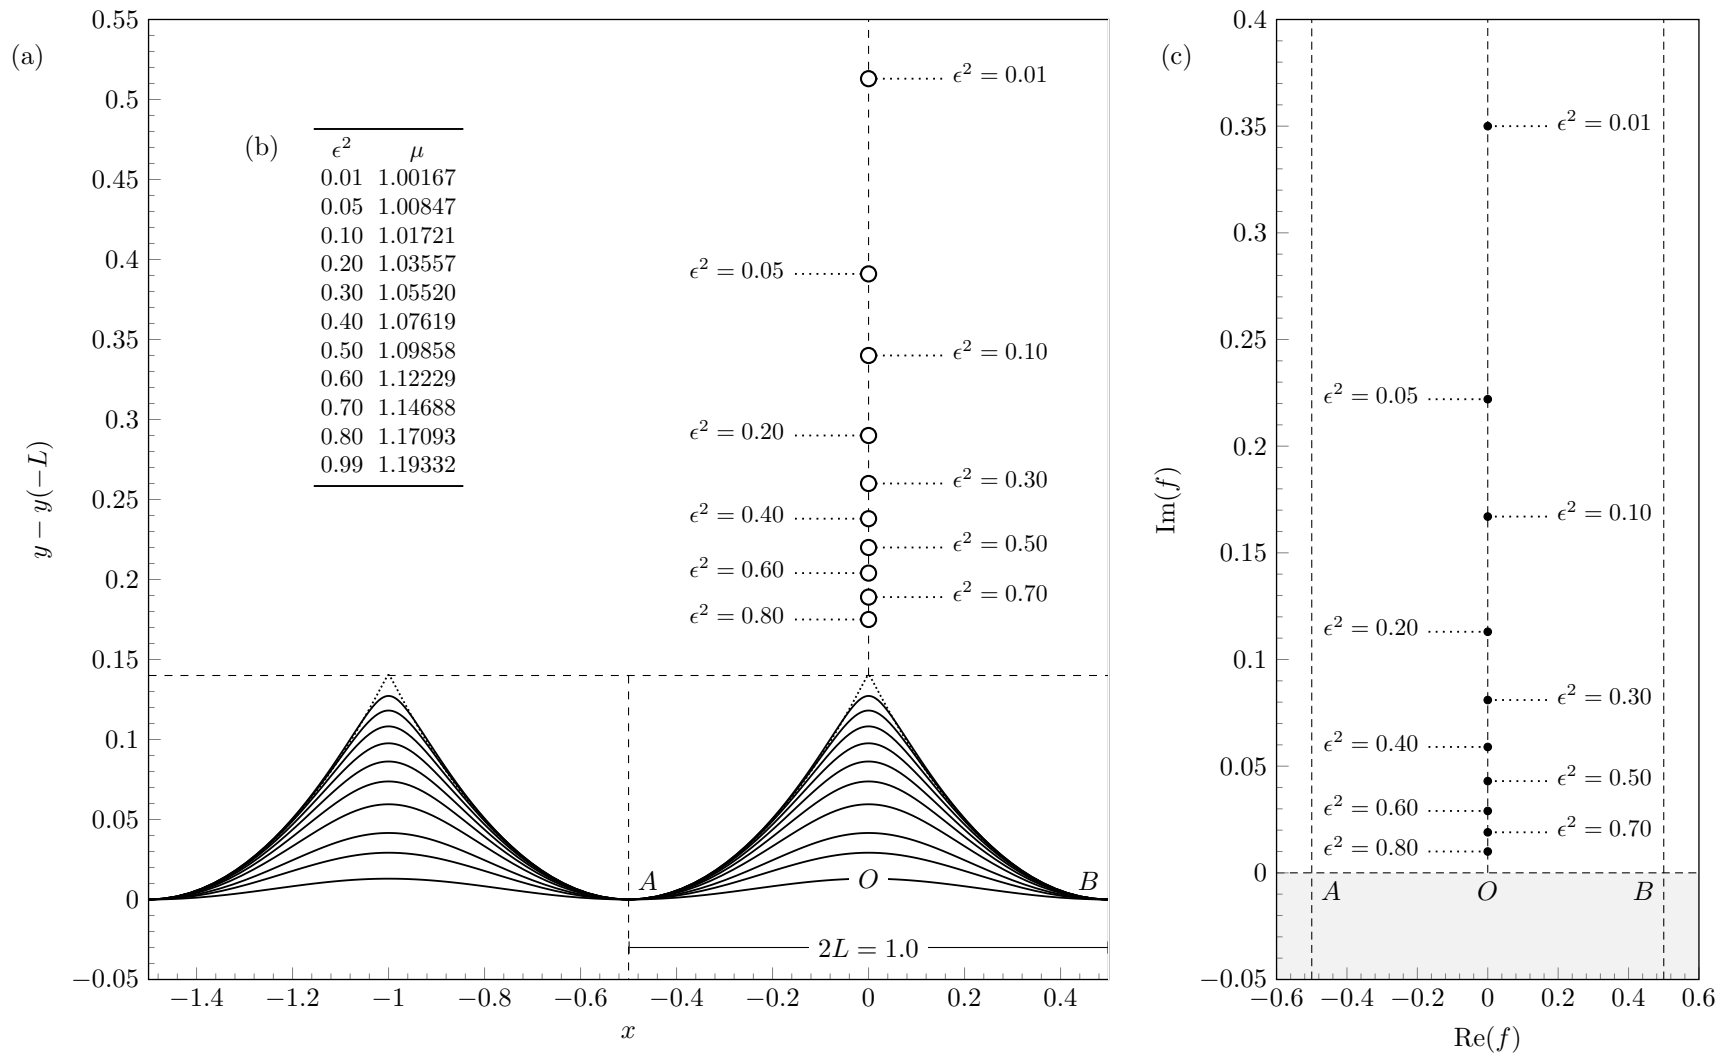 (a)
0.55
0.5
0.45
0.4
0.35
0.3
0.25
0.2
0.15
0.1
0.05
0
−0.05
y − y(−L)
−1.4 −1.2 −1 −0.8 −0.6 −0.4 −0.2 0 0.2 0.4
x
(b)
ϵ² μ
0.01 1.00167
0.05 1.00847
0.10 1.01721
0.20 1.03557
0.30 1.05520
0.40 1.07619
0.50 1.09858
0.60 1.12229
0.70 1.14688
0.80 1.17093
0.99 1.19332
ϵ² = 0.01
ϵ² = 0.05
ϵ² = 0.10
ϵ² = 0.20
ϵ² = 0.30
ϵ² = 0.40
ϵ² = 0.50
ϵ² = 0.60
ϵ² = 0.70
ϵ² = 0.80
A O B
2L = 1.0
(c)
0.4
0.35
0.3
0.25
0.2
0.15
0.1
0.05
0
−0.05
Im(f)
ϵ² = 0.01
ϵ² = 0.05
ϵ² = 0.10
ϵ² = 0.20
ϵ² = 0.30
ϵ² = 0.40
ϵ² = 0.50
ϵ² = 0.60
ϵ² = 0.70
ϵ² = 0.80
A O B
−0.6 −0.4 −0.2 0 0.2 0.4 0.6
Re(f)